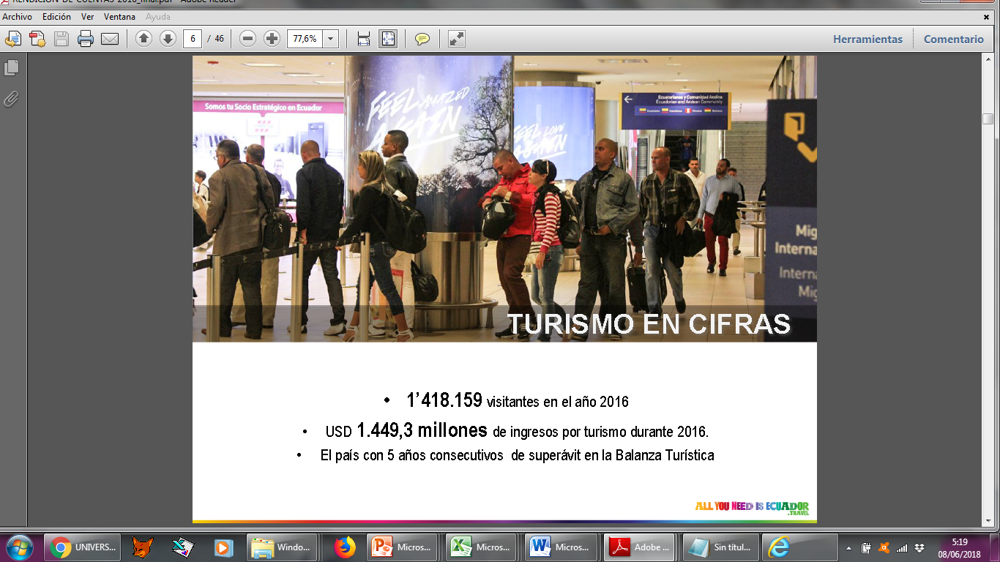 RENDICION DE CUENTAS 2016_final.pdf - Adobe Reader
Archivo Edición Ver Ventana Ayuda
6 / 46 77,6% Herramientas Comentario
Somos tu Socio Estratégico en Ecuador
FEEL AMAZED
AGAIN
FEEL LOVE
AGAIN
Ecuatorianos y Comunidad Andina
Ecuadorian and Andean Community
Mig
Interna
Interna
Mig
TURISMO EN CIFRAS
• 1’418.159 visitantes en el año 2016
• USD 1.449,3 millones de ingresos por turismo durante 2016.
• El país con 5 años consecutivos de superávit en la Balanza Turística
ALL YOU NEED IS ECUADOR
.TRAVEL
UNIVERS... Windo... Micros... Micros... Micros... Adobe ... Sin títul...
5:19
08/06/2018